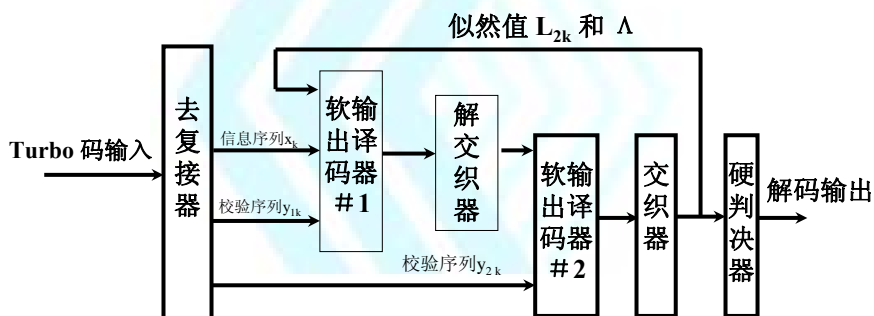 似然值 L2k 和 Λ
Turbo 码输入
去复接器
信息序列xk
校验序列y1k
校验序列y2 k
软输出译码器#1
解交织器
软输出译码器#2
交织器
硬判决器
解码输出